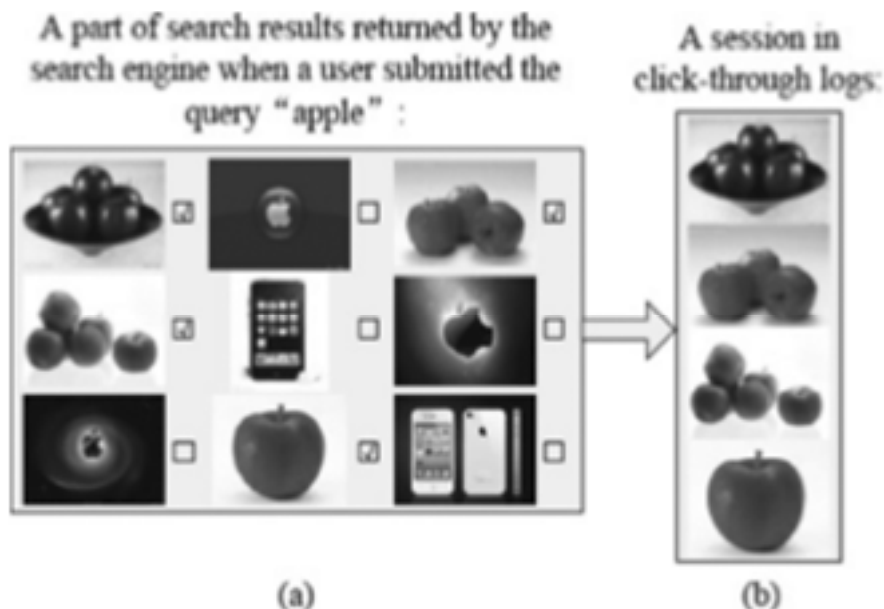 A part of search results returned by the
search engine when a user submitted the
query “apple” :
A session in
click-through logs:
(a)
(b)